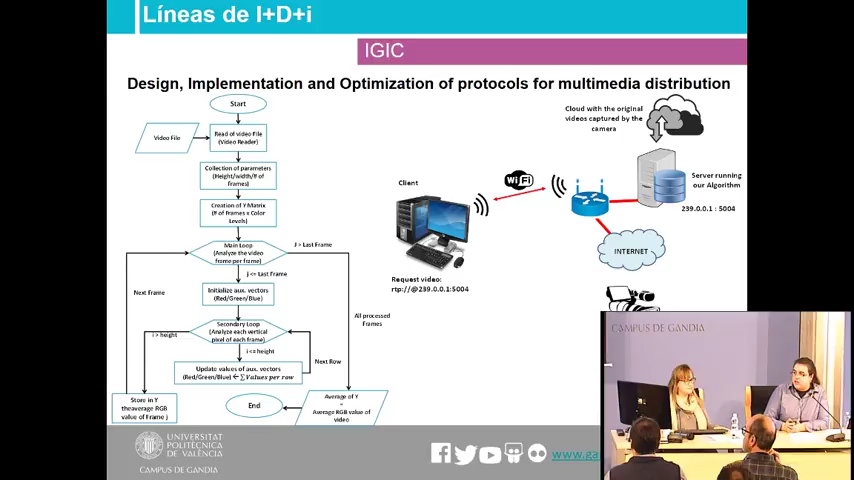 Líneas de I+D+i
IGIC
Design, Implementation and Optimization of protocols for multimedia distribution
Start
Video File
Read of video File
(Video Reader)
Collection of parameters
(Height/width/# of
frames)
Creation of Y Matrix
(# of Frames x Color
Levels)
Main Loop
(Analyze the video
frame per frame)
J > Last Frame
j <= Last Frame
Next Frame
Initialize aux. vectors
(Red/Green/Blue)
All processed
Frames
Secondary Loop
(Analyze each vertical
pixel of each frame)
i > height
i <= height
Next Row
Update values of aux. vectors
(Red/Green/Blue) ← ∑ Values per row
Store in Y
theaverage RGB
value of Frame j
End
Average of Y
=
Average RGB value of
video
Cloud with the original
videos captured by the
camera
Client
Wi Fi
Server running
our Algorithm
239.0.0.1 : 5004
INTERNET
Request video:
rtp://@239.0.0.1:5004
CAMPUS DE GANDIA
UNIVERSITAT
POLITÈCNICA
DE VALÈNCIA
CAMPUS DE GANDIA
www.ga